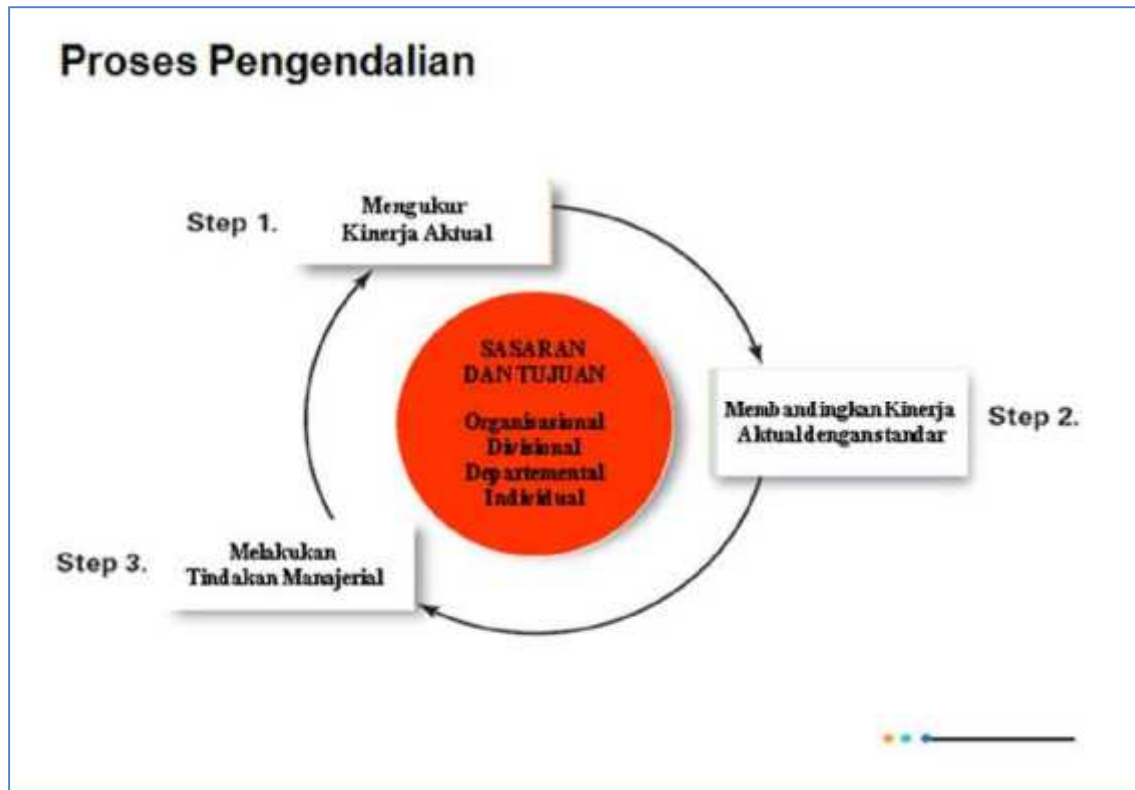 Proses Pengendalian
Step 1.
Mengukur
Kinerja Aktual
SASARAN
DAN TUJUAN
Organisasional
Divisional
Departemental
Individual
Membandingkan Kinerja
Aktual dengan standar
Step 2.
Step 3.
Melakukan
Tindakan Manajerial